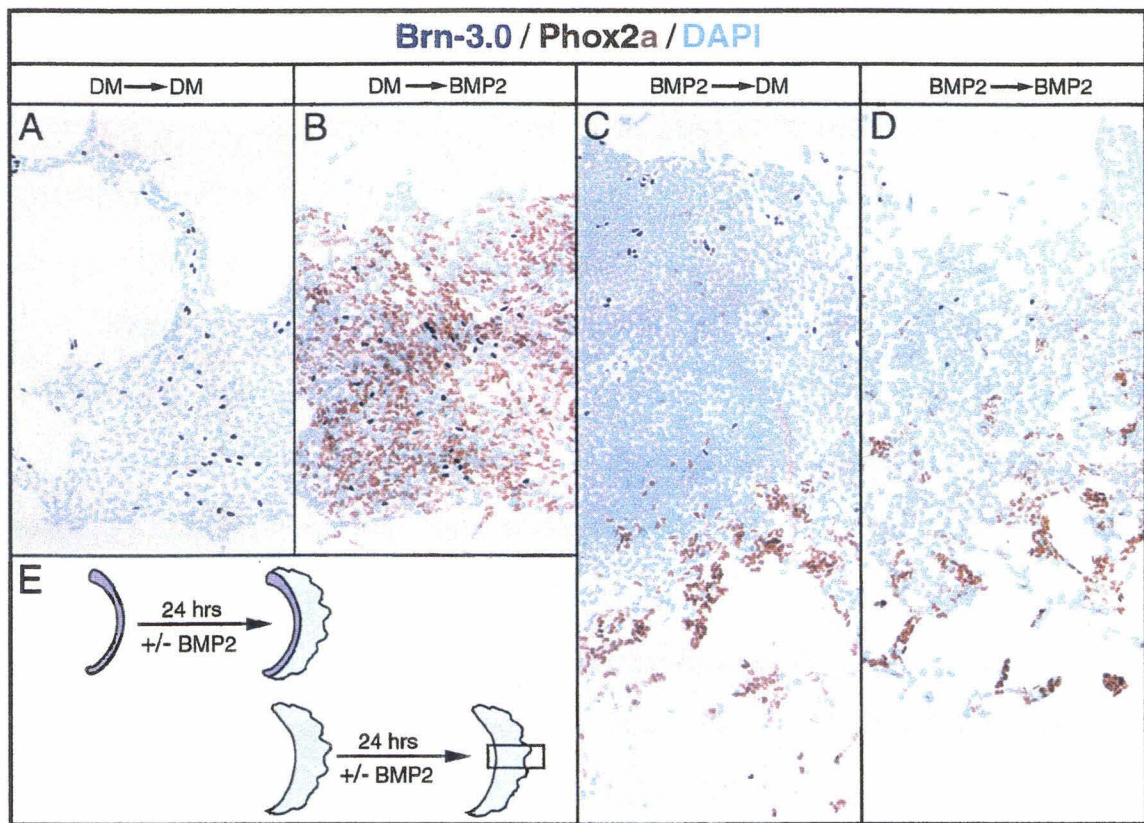 Brn-3.0 / Phox2a / DAPI
DM → DM
DM → BMP2
BMP2 → DM
BMP2 → BMP2
A
B
C
D
E
24 hrs
+/- BMP2
24 hrs
+/- BMP2